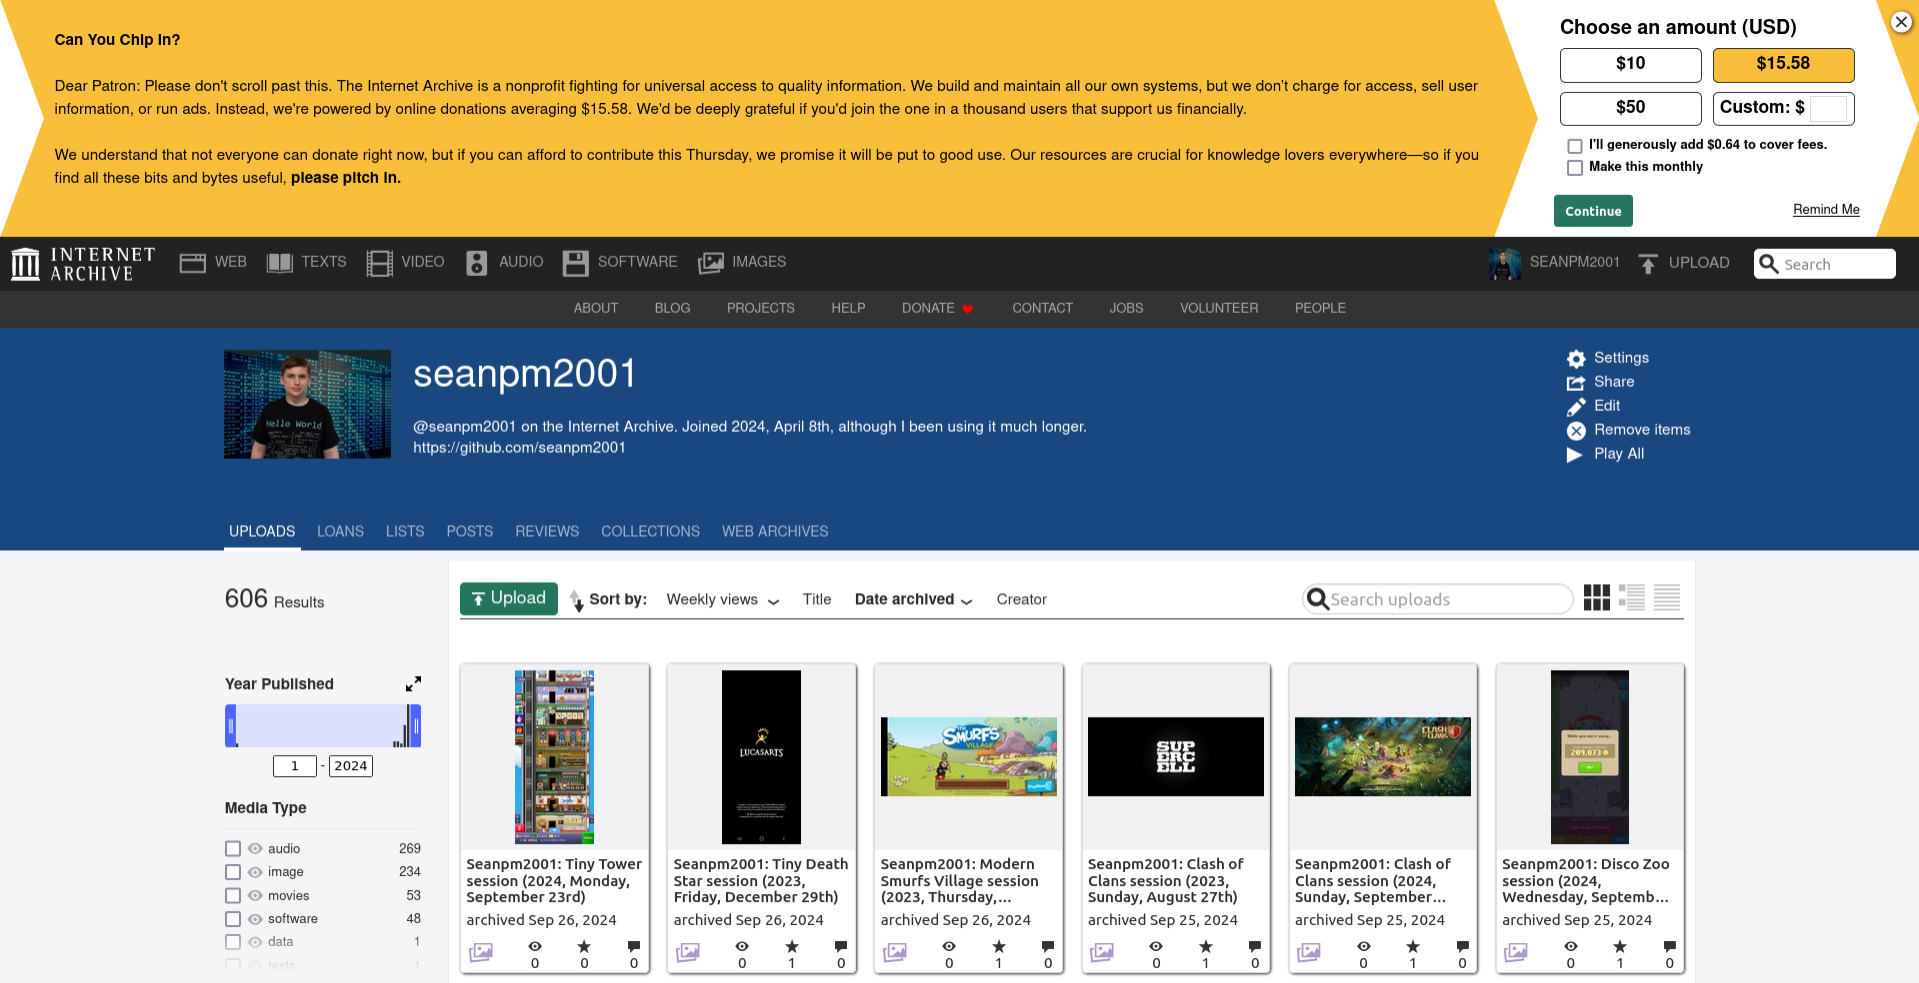 Can You Chip In?
Dear Patron: Please don't scroll past this. The Internet Archive is a nonprofit fighting for universal access to quality information. We build and maintain all our own systems, but we don't charge for access, sell user
information, or run ads. Instead, we're powered by online donations averaging $15.58. We'd be deeply grateful if you'd join the one in a thousand users that support us financially.
We understand that not everyone can donate right now, but if you can afford to contribute this Thursday, we promise it will be put to good use. Our resources are crucial for knowledge lovers everywhere—so if you
find all these bits and bytes useful, please pitch in.
Choose an amount (USD)
$10 $15.58
$50 Custom: $
I'll generously add $0.64 to cover fees.
Make this monthly
Continue Remind Me
INTERNET ARCHIVE WEB TEXTS VIDEO AUDIO SOFTWARE IMAGES SEANPM2001 UPLOAD Search
ABOUT BLOG PROJECTS HELP DONATE CONTACT JOBS VOLUNTEER PEOPLE
Hello World
seanpm2001
@seanpm2001 on the Internet Archive. Joined 2024, April 8th, although I been using it much longer.
https://github.com/seanpm2001
Settings
Share
Edit
Remove items
Play All
UPLOADS LOANS LISTS POSTS REVIEWS COLLECTIONS WEB ARCHIVES
606 Results
Year Published
1 - 2024
Media Type
audio 269
image 234
movies 53
software 48
data 1
texts 1
Upload Sort by: Weekly views Title Date archived Creator Search uploads
Seanpm2001: Tiny Tower
session (2024, Monday,
September 23rd)
archived Sep 26, 2024
0 0 0
LUCASARTS
Seanpm2001: Tiny Death
Star session (2023,
Friday, December 29th)
archived Sep 26, 2024
0 1 0
THE SMURFS
VILLAGE
Seanpm2001: Modern
Smurfs Village session
(2023, Thursday,...
archived Sep 26, 2024
0 1 0
SUP
ERC
ELL
Seanpm2001: Clash of
Clans session (2023,
Sunday, August 27th)
archived Sep 25, 2024
0 1 0
CLASH
CLANS
Seanpm2001: Clash of
Clans session (2024,
Sunday, September...
archived Sep 25, 2024
0 1 0
While you were away...
209,073
Seanpm2001: Disco Zoo
session (2024,
Wednesday, Septemb...
archived Sep 25, 2024
0 1 0